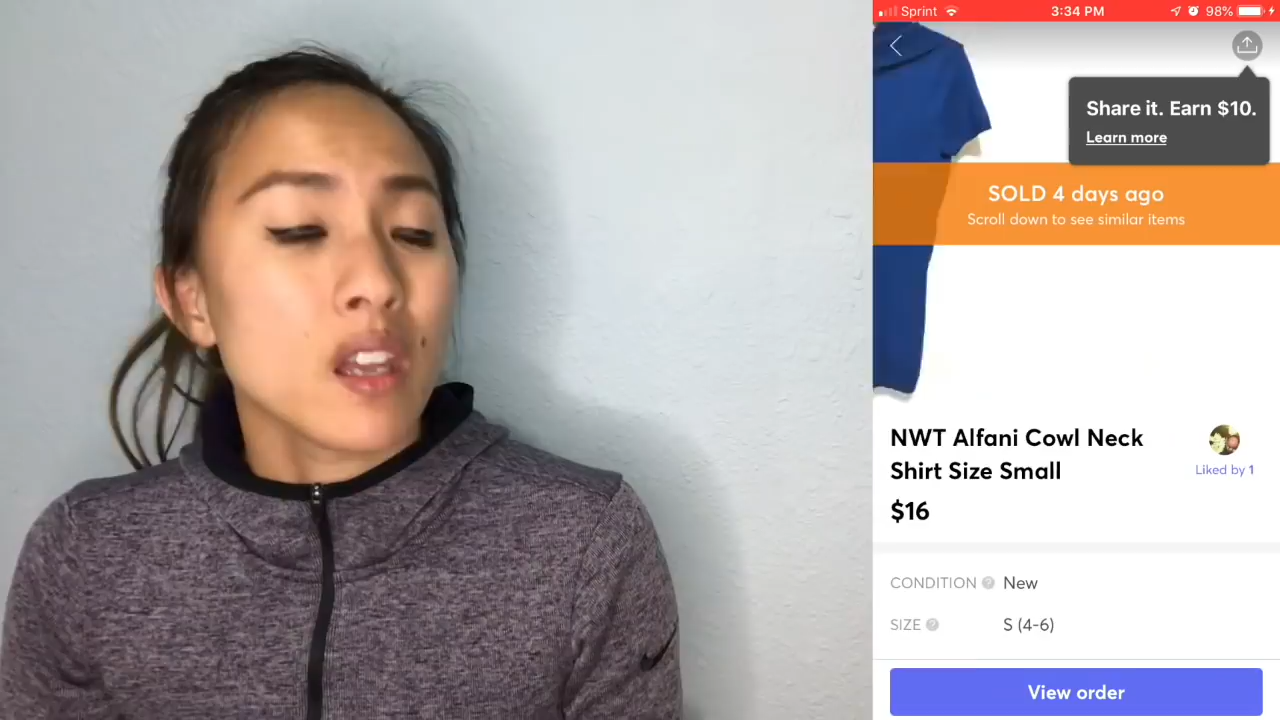 Sprint 3:34 PM 98%
Share it. Earn $10.
Learn more
SOLD 4 days ago
Scroll down to see similar items
NWT Alfani Cowl Neck
Shirt Size Small
Liked by 1
$16
CONDITION ? New
SIZE ? S (4-6)
View order